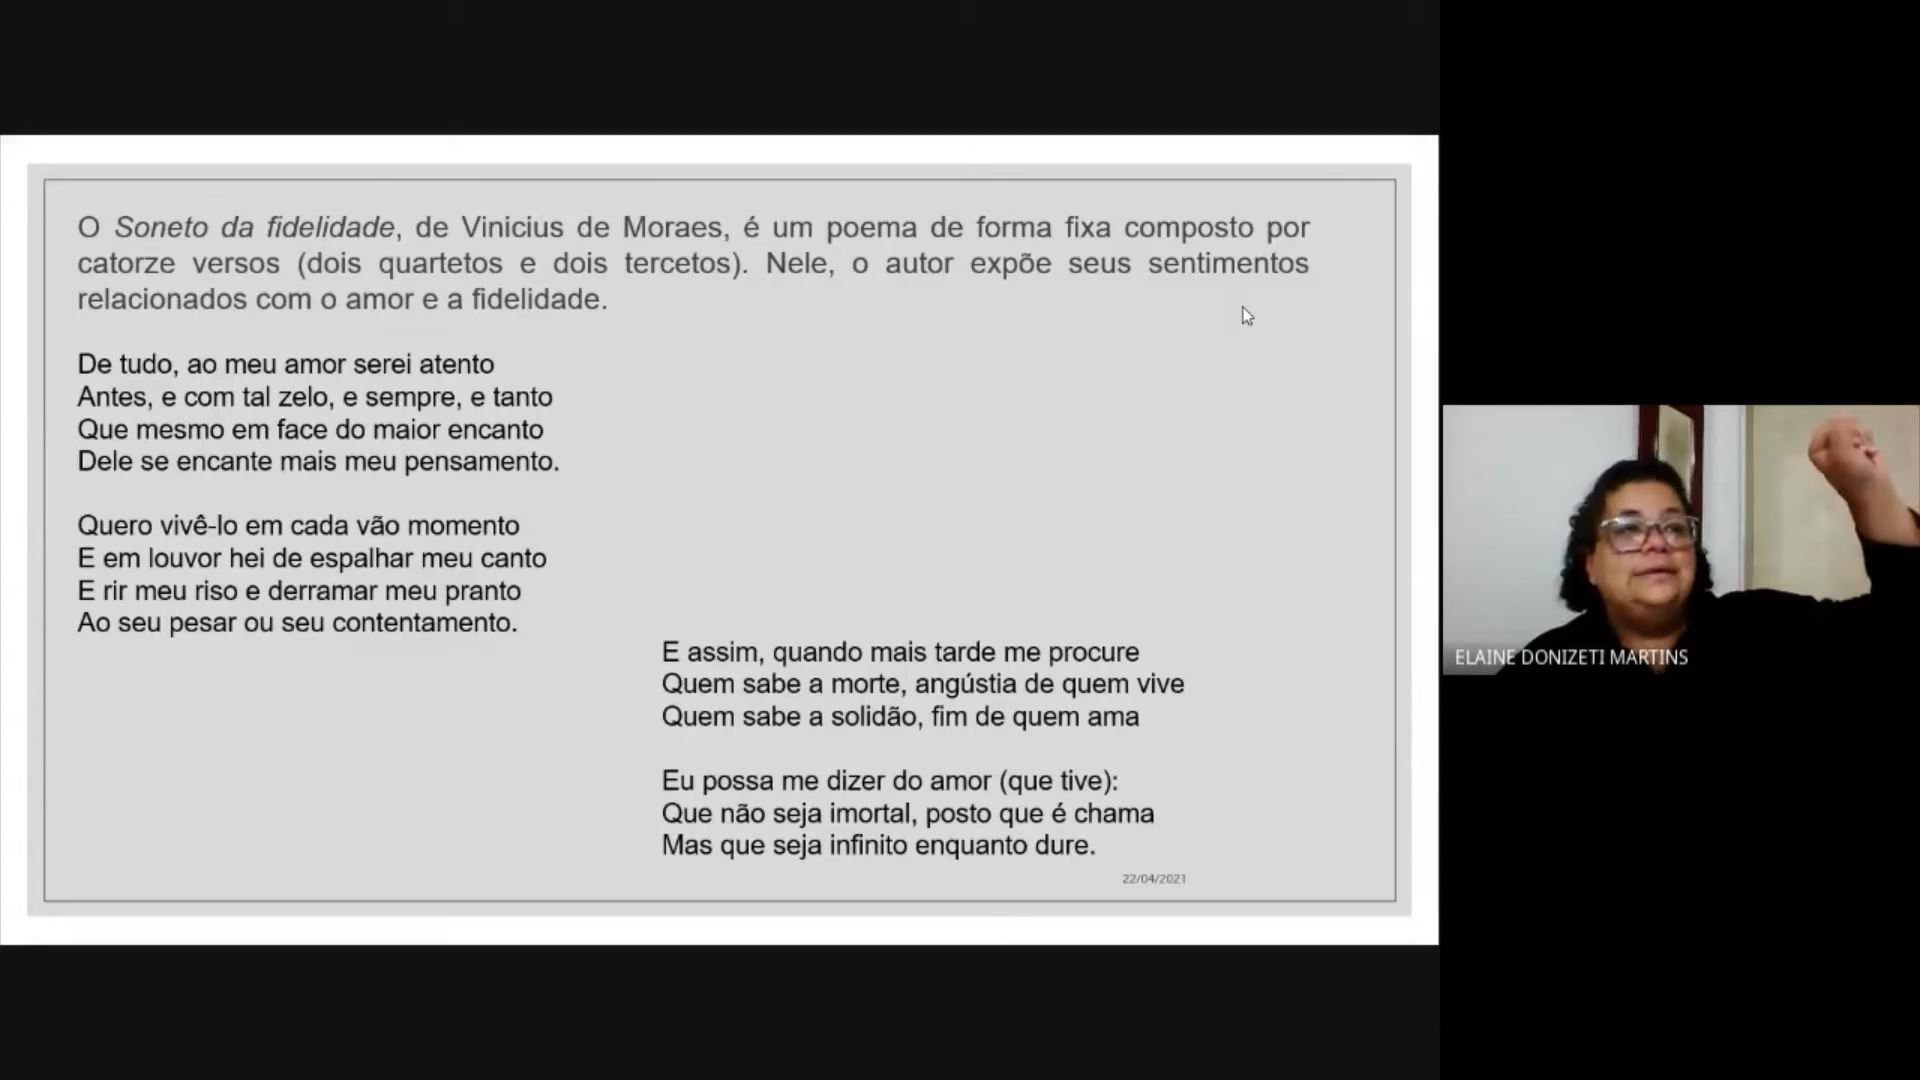 O Soneto da fidelidade, de Vinicius de Moraes, é um poema de forma fixa composto por
catorze versos (dois quartetos e dois tercetos). Nele, o autor expõe seus sentimentos
relacionados com o amor e a fidelidade.
De tudo, ao meu amor serei atento
Antes, e com tal zelo, e sempre, e tanto
Que mesmo em face do maior encanto
Dele se encante mais meu pensamento.
Quero vivê-lo em cada vão momento
E em louvor hei de espalhar meu canto
E rir meu riso e derramar meu pranto
Ao seu pesar ou seu contentamento.
E assim, quando mais tarde me procure
Quem sabe a morte, angústia de quem vive
Quem sabe a solidão, fim de quem ama
Eu possa me dizer do amor (que tive):
Que não seja imortal, posto que é chama
Mas que seja infinito enquanto dure.
22/04/2021
ELAINE DONIZETI MARTINS